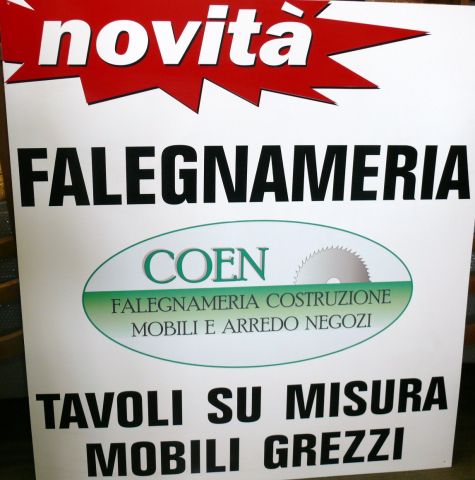 novità
FALEGNAMERIA
COEN
FALEGNAMERIA COSTRUZIONE
MOBILI E ARREDO NEGOZI
TAVOLI SU MISURA
MOBILI GREZZI